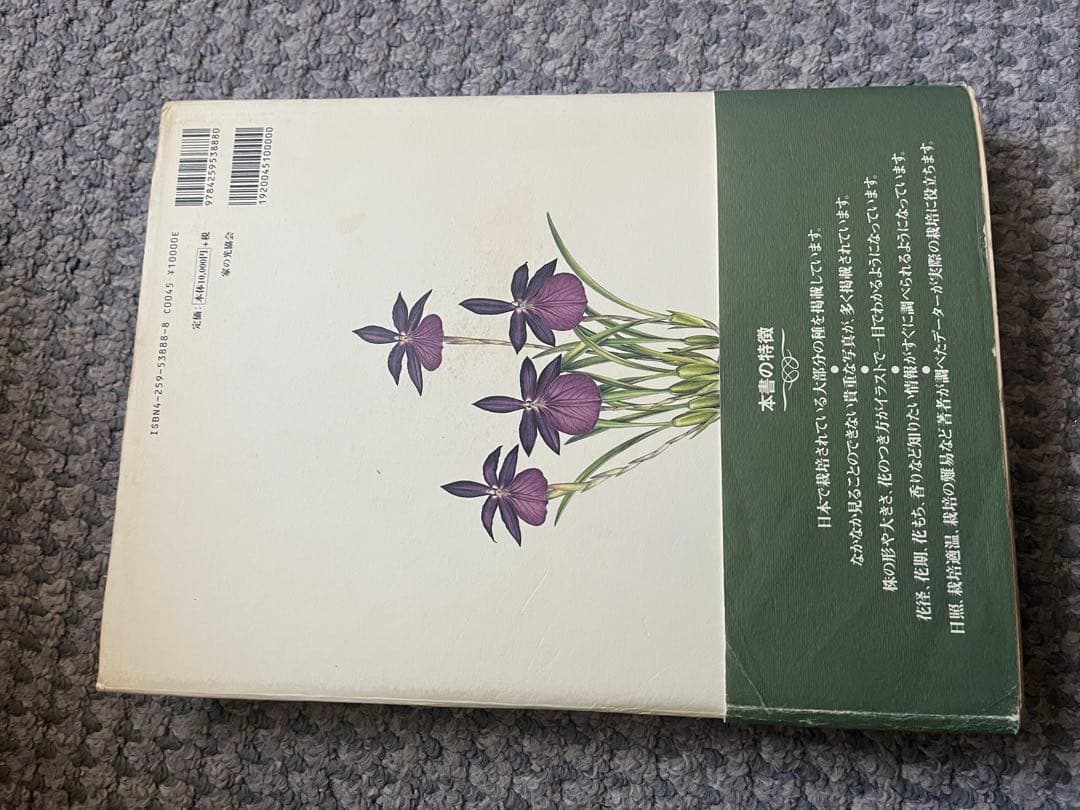 9784259538880
1920045100000
ISBN4-259-53888-8 C0045 ¥10000E
定価:本体10,000円+税
家の光協会
本書の特徴
日本で栽培されている大部分の種を掲載しています。
●
なかなか見ることのできない貴重な写真が、多く掲載されています。
●
株の形や大きさ、花のつき方がイラストで一目でわかるようになっています。
●
花径、花期、花もち、香りなど知りたい情報がすぐに調べられるようになっています。
●
日照、栽培適温、栽培の難易など著者が調べたデーターが実際の栽培に役立ちます。